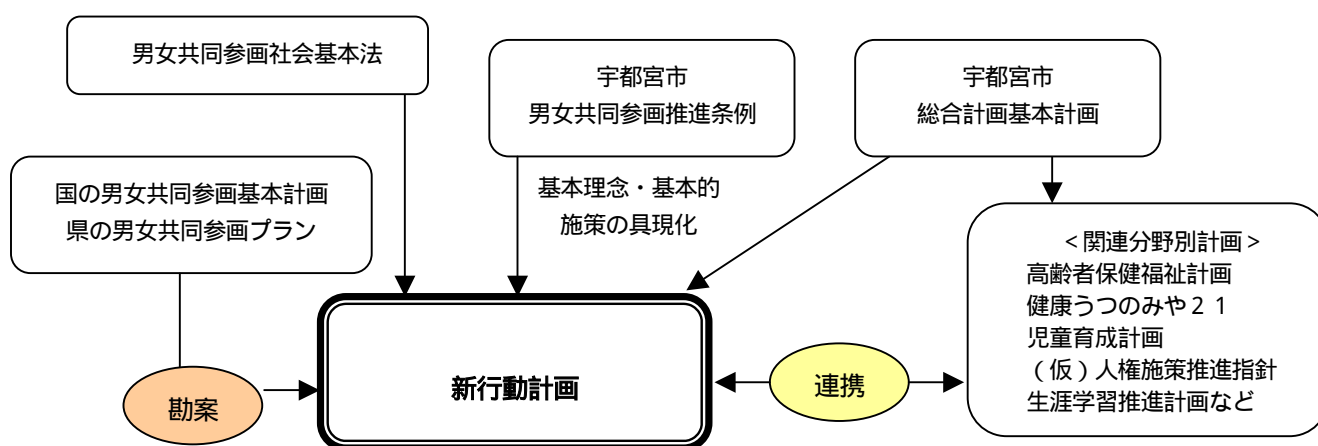 男女共同参画社会基本法
宇都宮市
男女共同参画推進条例
宇都宮市
総合計画基本計画
国の男女共同参画基本計画
県の男女共同参画プラン
基本理念・基本的
施策の具現化
<関連分野別計画>
高齢者保健福祉計画
健康うつのみや21
児童育成計画
(仮)人権施策推進指針
生涯学習推進計画など
勘案
新行動計画
連携